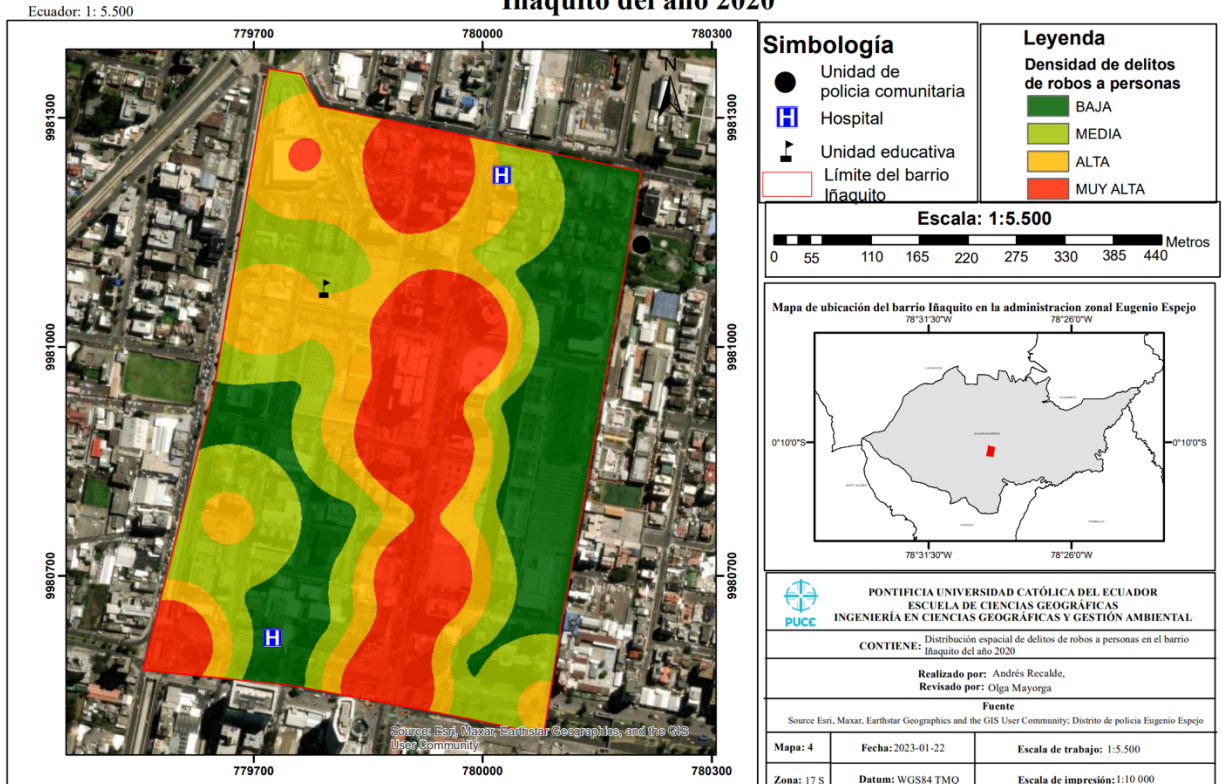 Iñaquito del año 2020
Ecuador: 1: 5.500
779700
780000
780300
9981300
9981000
9980700
9981300
9981000
9980700
779700
780000
780300
N
H
H
Source: Esri, Maxar, Earthstar Geographics, and the GIS
User Community
Simbología
Unidad de
policia comunitaria
H Hospital
Unidad educativa
Límite del barrio
Iñaquito
Leyenda
Densidad de delitos
de robos a personas
BAJA
MEDIA
ALTA
MUY ALTA
Escala: 1:5.500
0 55 110 165 220 275 330 385 440 Metros
Mapa de ubicación del barrio Iñaquito en la administracion zonal Eugenio Espejo
78°31'30"W
78°26'0"W
0°10'0"S
0°10'0"S
78°31'30"W
78°26'0"W
PUCE
PONTIFICIA UNIVERSIDAD CATÓLICA DEL ECUADOR
ESCUELA DE CIENCIAS GEOGRÁFICAS
INGENIERÍA EN CIENCIAS GEOGRÁFICAS Y GESTIÓN AMBIENTAL
CONTIENE: Distribución espacial de delitos de robos a personas en el barrio
Iñaquito del año 2020
Realizado por: Andrés Recalde,
Revisado por: Olga Mayorga
Fuente
Source Esri, Maxar, Earthstar Geographics and the GIS User Community; Distrito de policia Eugenio Espejo
Mapa: 4
Fecha: 2023-01-22
Escala de trabajo: 1:5.500
Zona: 17 S
Datum: WGS84 TMQ
Escala de impresión: 1:10 000